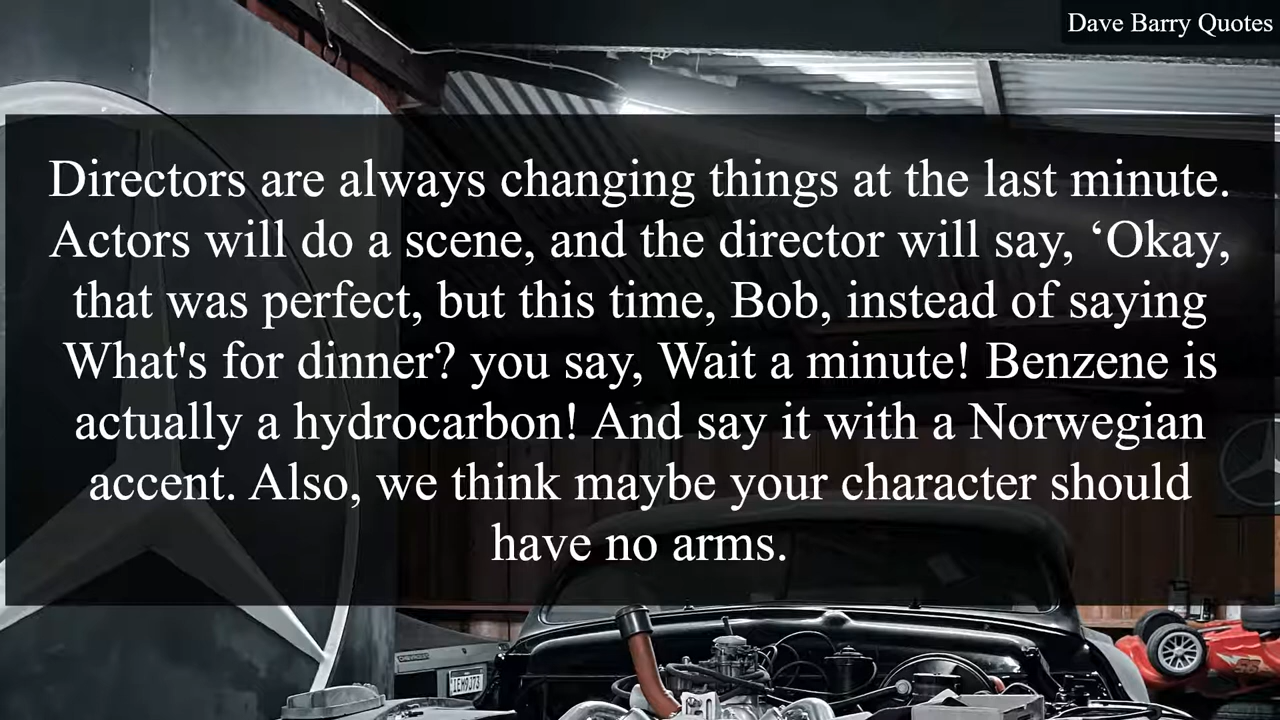 Dave Barry Quotes
Directors are always changing things at the last minute.
Actors will do a scene, and the director will say, ‘Okay,
that was perfect, but this time, Bob, instead of saying
What's for dinner? you say, Wait a minute! Benzene is
actually a hydrocarbon! And say it with a Norwegian
accent. Also, we think maybe your character should
have no arms.